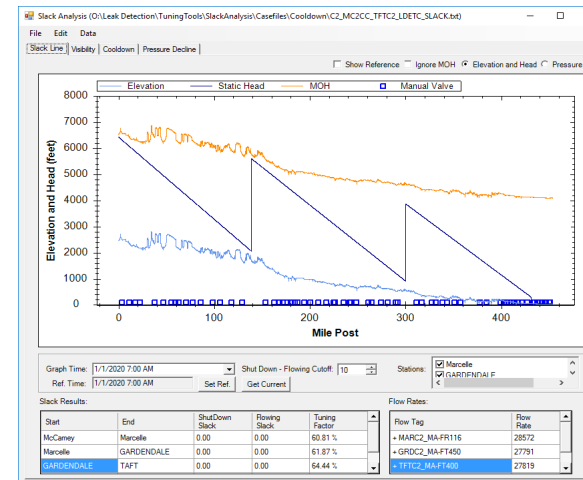 Slack Analysis (O:\Leak Detection\TuningTools\SlackAnalysis\Casefiles\Cooldown\C2_MC2CC_TFTC2_LDETC_SLACK.txt)
File Edit Data
Slack Line Visibility Cooldown Pressure Decline
Show Reference Ignore MOH Elevation and Head Pressure
Elevation Static Head MOH Manual Valve
8000
7000
6000
5000
4000
3000
2000
1000
0
Elevation and Head (feet)
0 100 200 300 400
Mile Post
Graph Time: 1/1/2020 7:00 AM Shut Down - Flowing Cutoff: 10 Stations: Marcelle
GARDENDALE
Ref. Time: 1/1/2020 7:00 AM Set Ref. Get Current
Slack Results: Flow Rates:
Start End ShutDown Slack Flowing Slack Tuning Factor Flow Tag Flow Rate
McCamey Marcelle 0.00 0.00 60.81 % + MARC2_MA-FR116 28572
Marcelle GARDENDALE 0.00 0.00 61.87 % + GRDC2_MA-FT450 27791
GARDENDALE TAFT 0.00 0.00 64.44 % + TFTC2_MA-FT400 27819